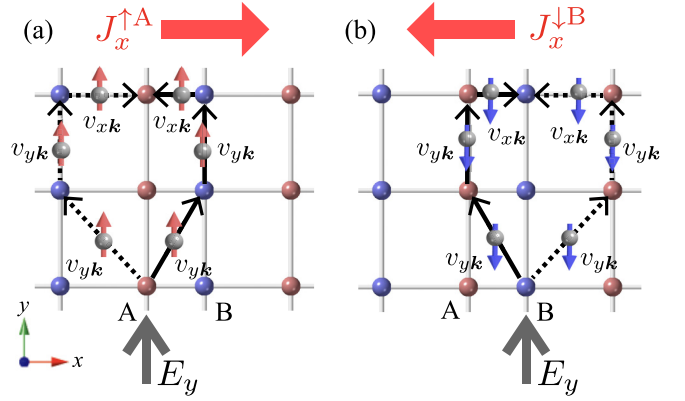 (a) J_x^{↑A}
(b) J_x^{↓B}
v_{xk} v_{xk}
v_{xk} v_{xk}
v_{yk} v_{yk}
v_{yk} v_{yk}
v_{yk} v_{yk}
v_{yk} v_{yk}
A B
A B
y
x
E_y
E_y